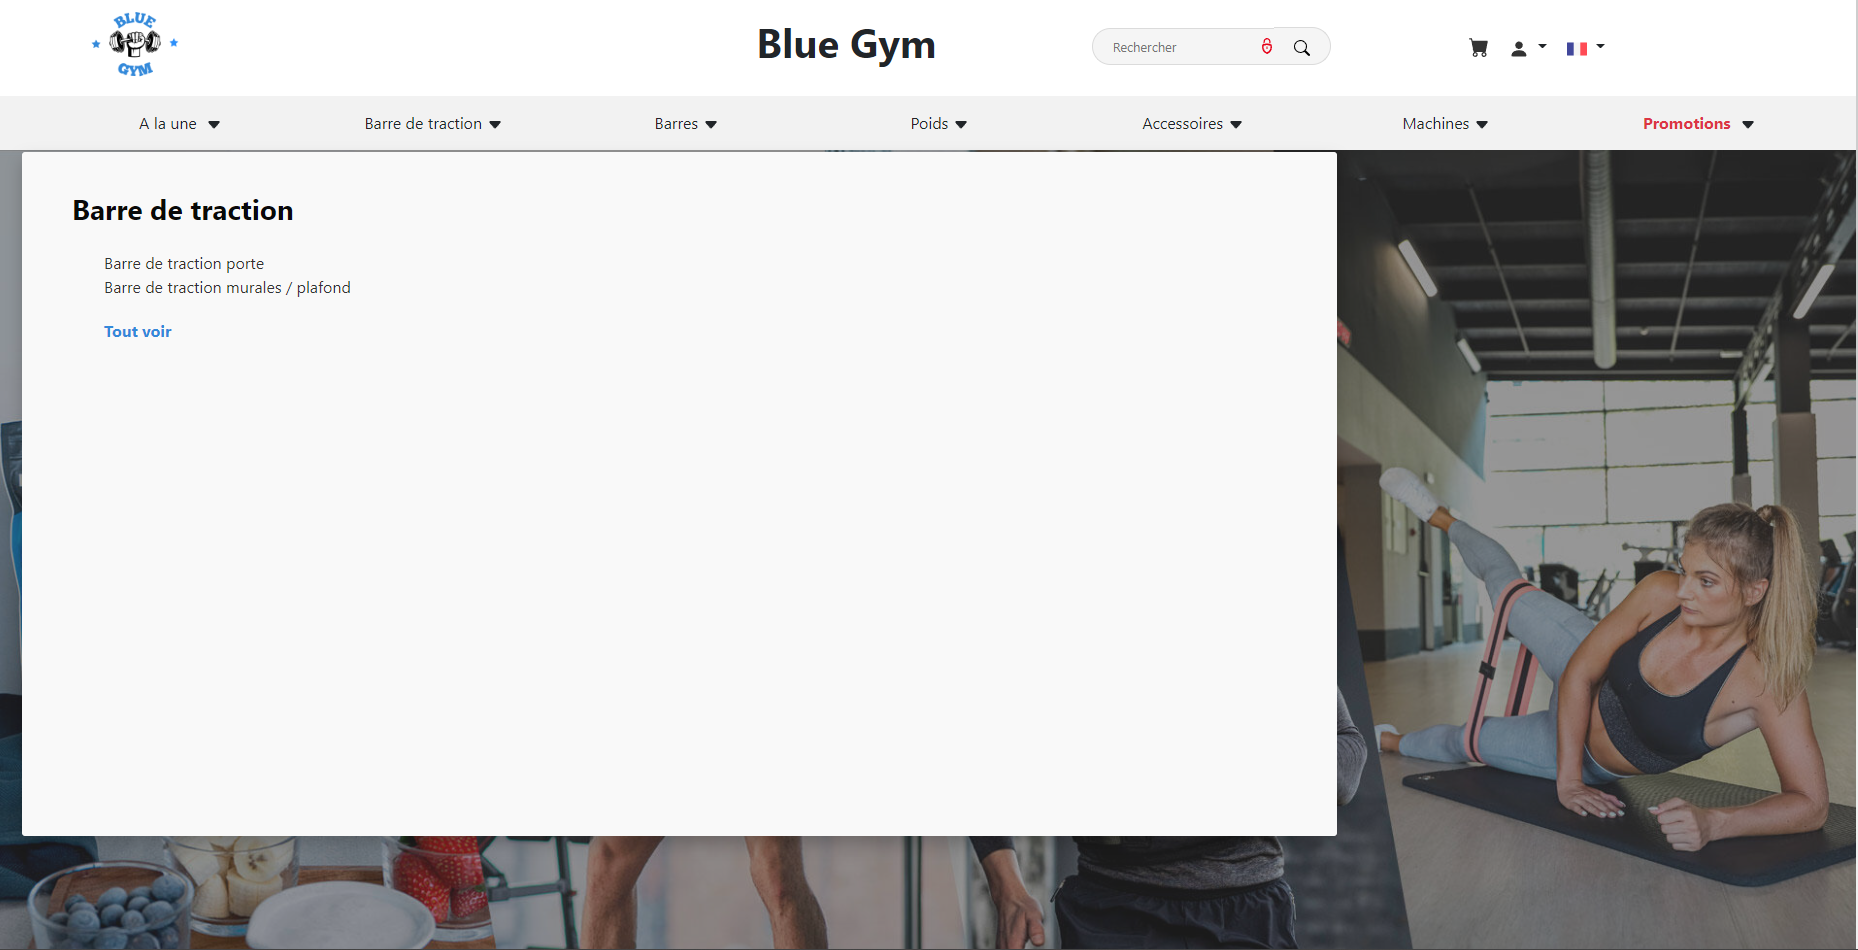 BLUE
GYM
Blue Gym
Rechercher
A la une
Barre de traction
Barres
Poids
Accessoires
Machines
Promotions
Barre de traction
Barre de traction porte
Barre de traction murales / plafond
Tout voir